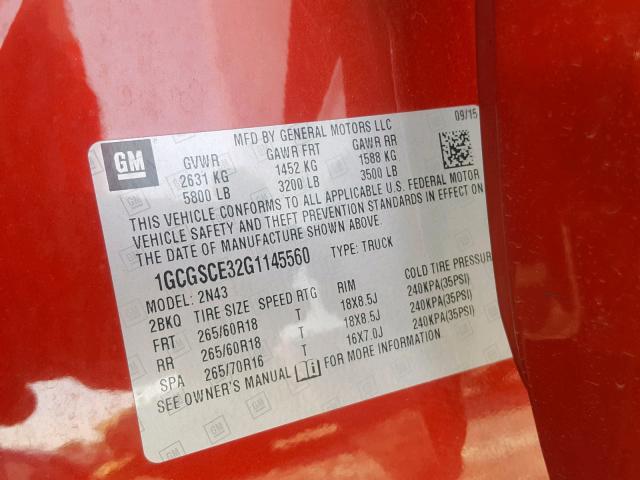 09/15
MFD BY GENERAL MOTORS LLC
GM
GVWR GAWR FRT GAWR RR
2631 KG 1452 KG 1588 KG
5800 LB 3200 LB 3500 LB
THIS VEHICLE CONFORMS TO ALL APPLICABLE U.S. FEDERAL MOTOR
VEHICLE SAFETY AND THEFT PREVENTION STANDARDS IN EFFECT ON
THE DATE OF MANUFACTURE SHOWN ABOVE.
1GCGSCE32G1145560 TYPE: TRUCK
MODEL: 2N43
2BKQ TIRE SIZE SPEED RTG RIM COLD TIRE PRESSURE
FRT 265/60R18 T 18X8.5J 240KPA(35PSI)
RR 265/60R18 T 18X8.5J 240KPA(35PSI)
SPA 265/70R16 T 16X7.0J 240KPA(35PSI)
SEE OWNER'S MANUAL FOR MORE INFORMATION